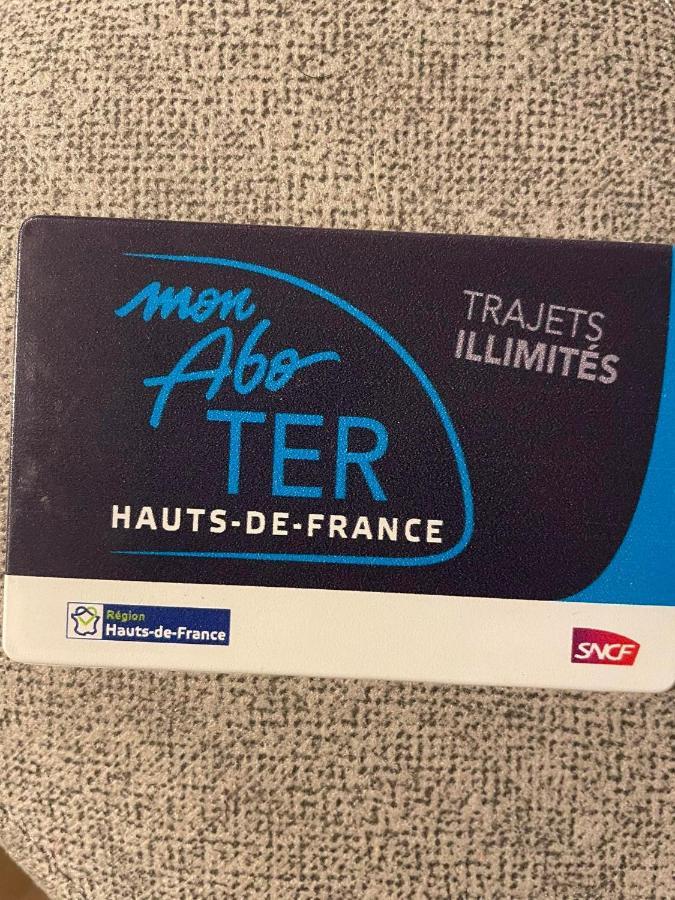 mon
Abo
TER
HAUTS-DE-FRANCE
TRAJETS
ILLIMITÉS
Région
Hauts-de-France
SNCF